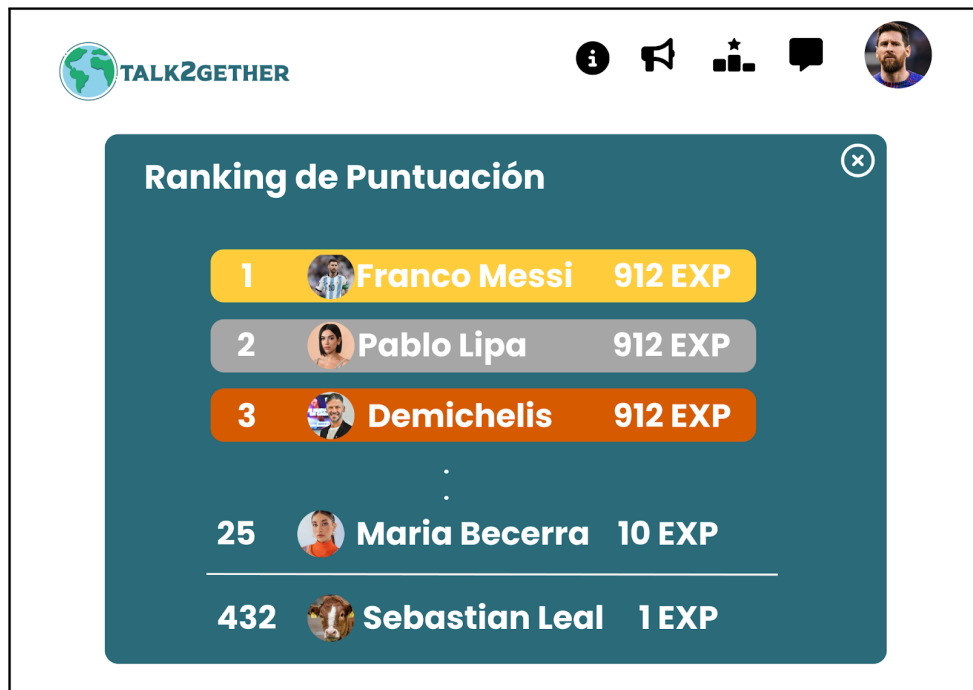 TALK2GETHER
Ranking de Puntuación
1 Franco Messi 912 EXP
2 Pablo Lipa 912 EXP
3 Demichelis 912 EXP
.
.
25 Maria Becerra 10 EXP
432 Sebastian Leal 1 EXP